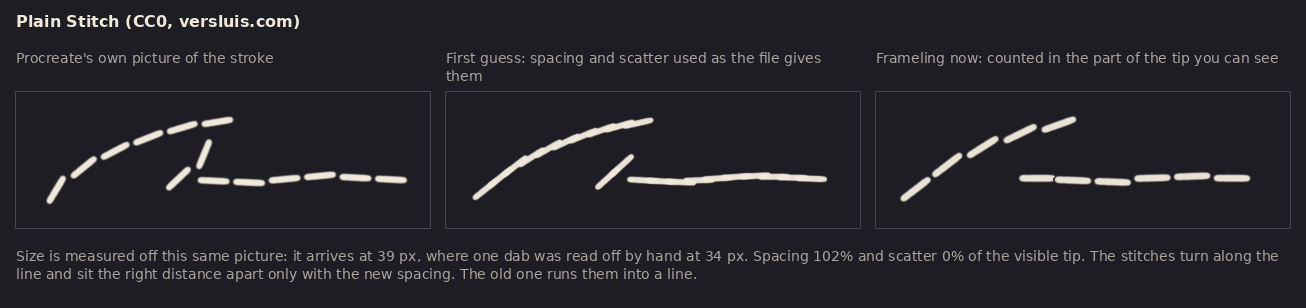 Plain Stitch (CC0, versluis.com)
Procreate's own picture of the stroke
First guess: spacing and scatter used as the file gives
them
Frameling now: counted in the part of the tip you can see
Size is measured off this same picture: it arrives at 39 px, where one dab was read off by hand at 34 px. Spacing 102% and scatter 0% of the visible tip. The stitches turn along the
line and sit the right distance apart only with the new spacing. The old one runs them into a line.